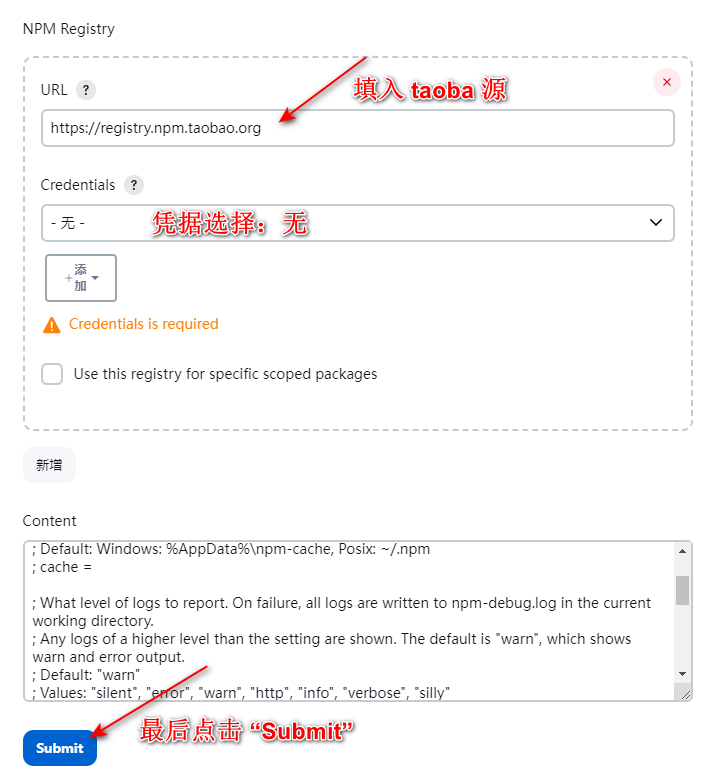 NPM Registry
URL ?
填入 taoba 源
https://registry.npm.taobao.org
Credentials ?
- 无 -
凭据选择：无
+添加
Credentials is required
Use this registry for specific scoped packages
新增
Content
; Default: Windows: %AppData%\npm-cache, Posix: ~/.npm
; cache =
; What level of logs to report. On failure, all logs are written to npm-debug.log in the current
working directory.
; Any logs of a higher level than the setting are shown. The default is "warn", which shows
warn and error output.
; Default: "warn"
; Values: "silent", "error", "warn", "http", "info", "verbose", "silly"
最后点击 “Submit”
Submit